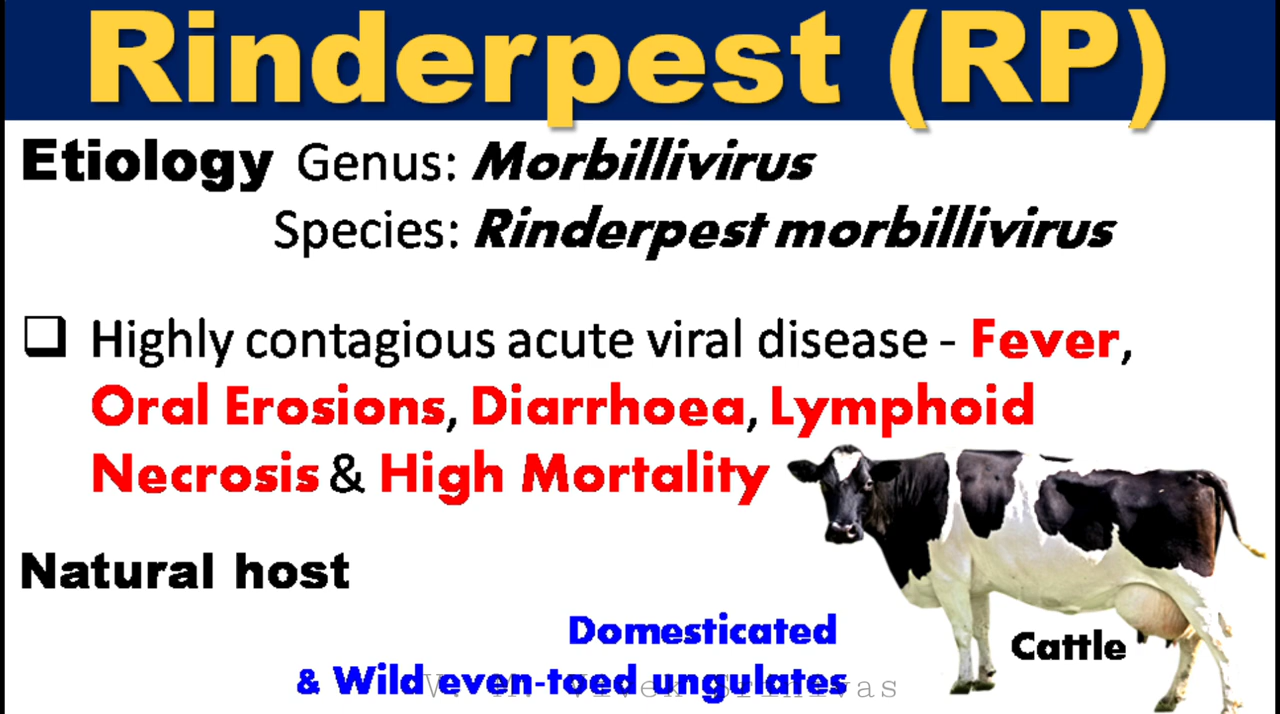 Rinderpest (RP)
Etiology Genus: Morbillivirus
Species: Rinderpest morbillivirus
❑ Highly contagious acute viral disease - Fever,
Oral Erosions, Diarrhoea, Lymphoid
Necrosis & High Mortality
Natural host
Domesticated
Cattle
& Wild even-toed ungulates
Srinivas